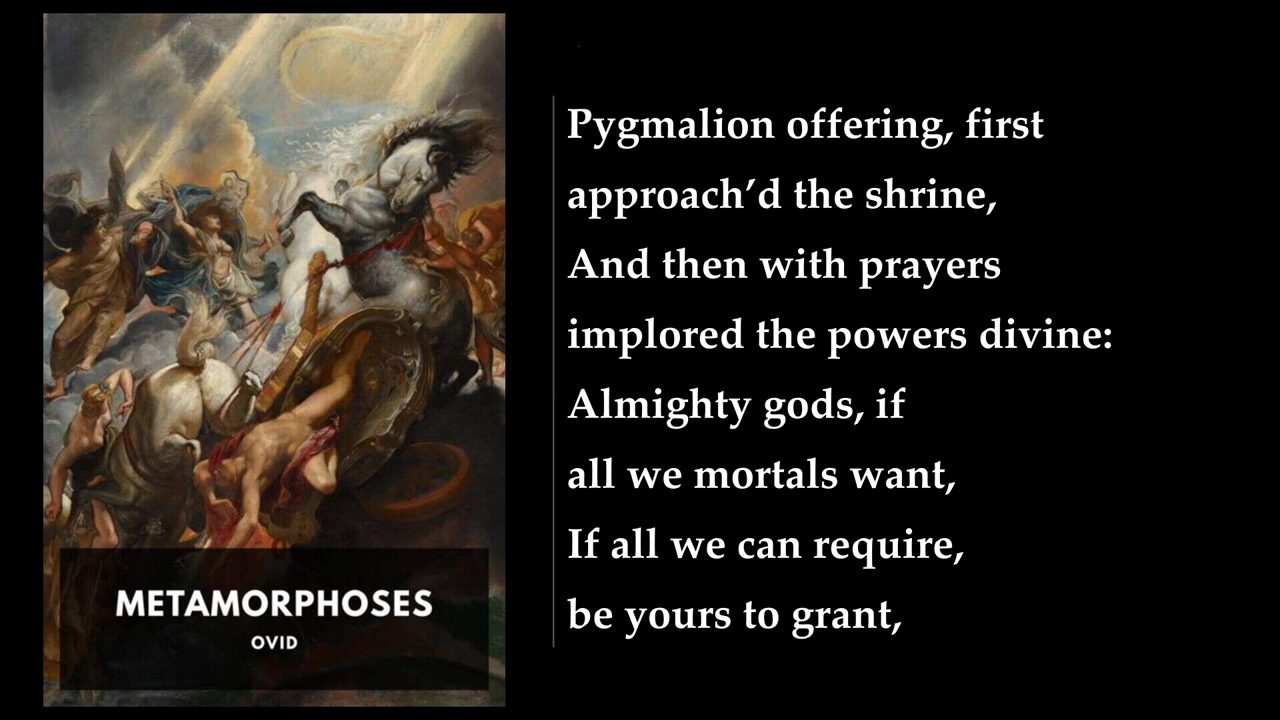 METAMORPHOSES
OVID
Pygmalion offering, first
approach’d the shrine,
And then with prayers
implored the powers divine:
Almighty gods, if
all we mortals want,
If all we can require,
be yours to grant,